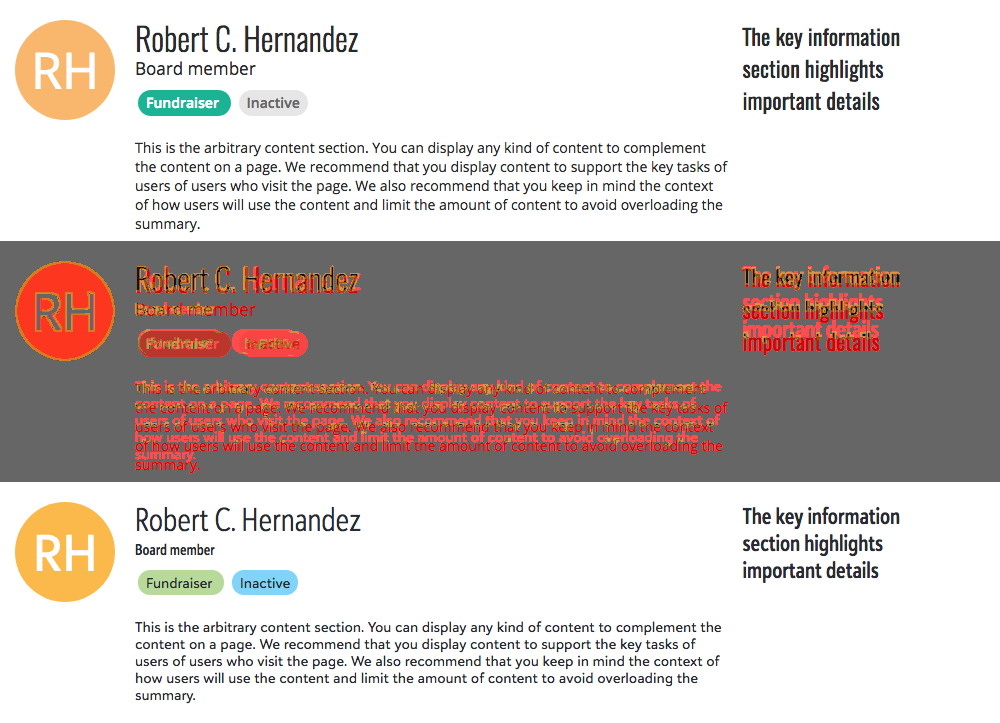 RH
Robert C. Hernandez
Board member
Fundraiser Inactive
This is the arbitrary content section. You can display any kind of content to complement
the content on a page. We recommend that you display content to support the key tasks of
users of users who visit the page. We also recommend that you keep in mind the context
of how users will use the content and limit the amount of content to avoid overloading the
summary.
The key information
section highlights
important details
RH
Robert C. Hernandez
Board member
Fundraiser Inactive
This is the arbitrary content section. You can display any kind of content to complement the
content on a page. We recommend that you display content to support the key tasks of
users of users who visit the page. We also recommend that you keep in mind the context of
how users will use the content and limit the amount of content to avoid overloading the
summary.
The key information
section highlights
important details
RH
Robert C. Hernandez
Board member
Fundraiser Inactive
This is the arbitrary content section. You can display any kind of content to complement the
content on a page. We recommend that you display content to support the key tasks of
users of users who visit the page. We also recommend that you keep in mind the context of
how users will use the content and limit the amount of content to avoid overloading the
summary.
The key information
section highlights
important details